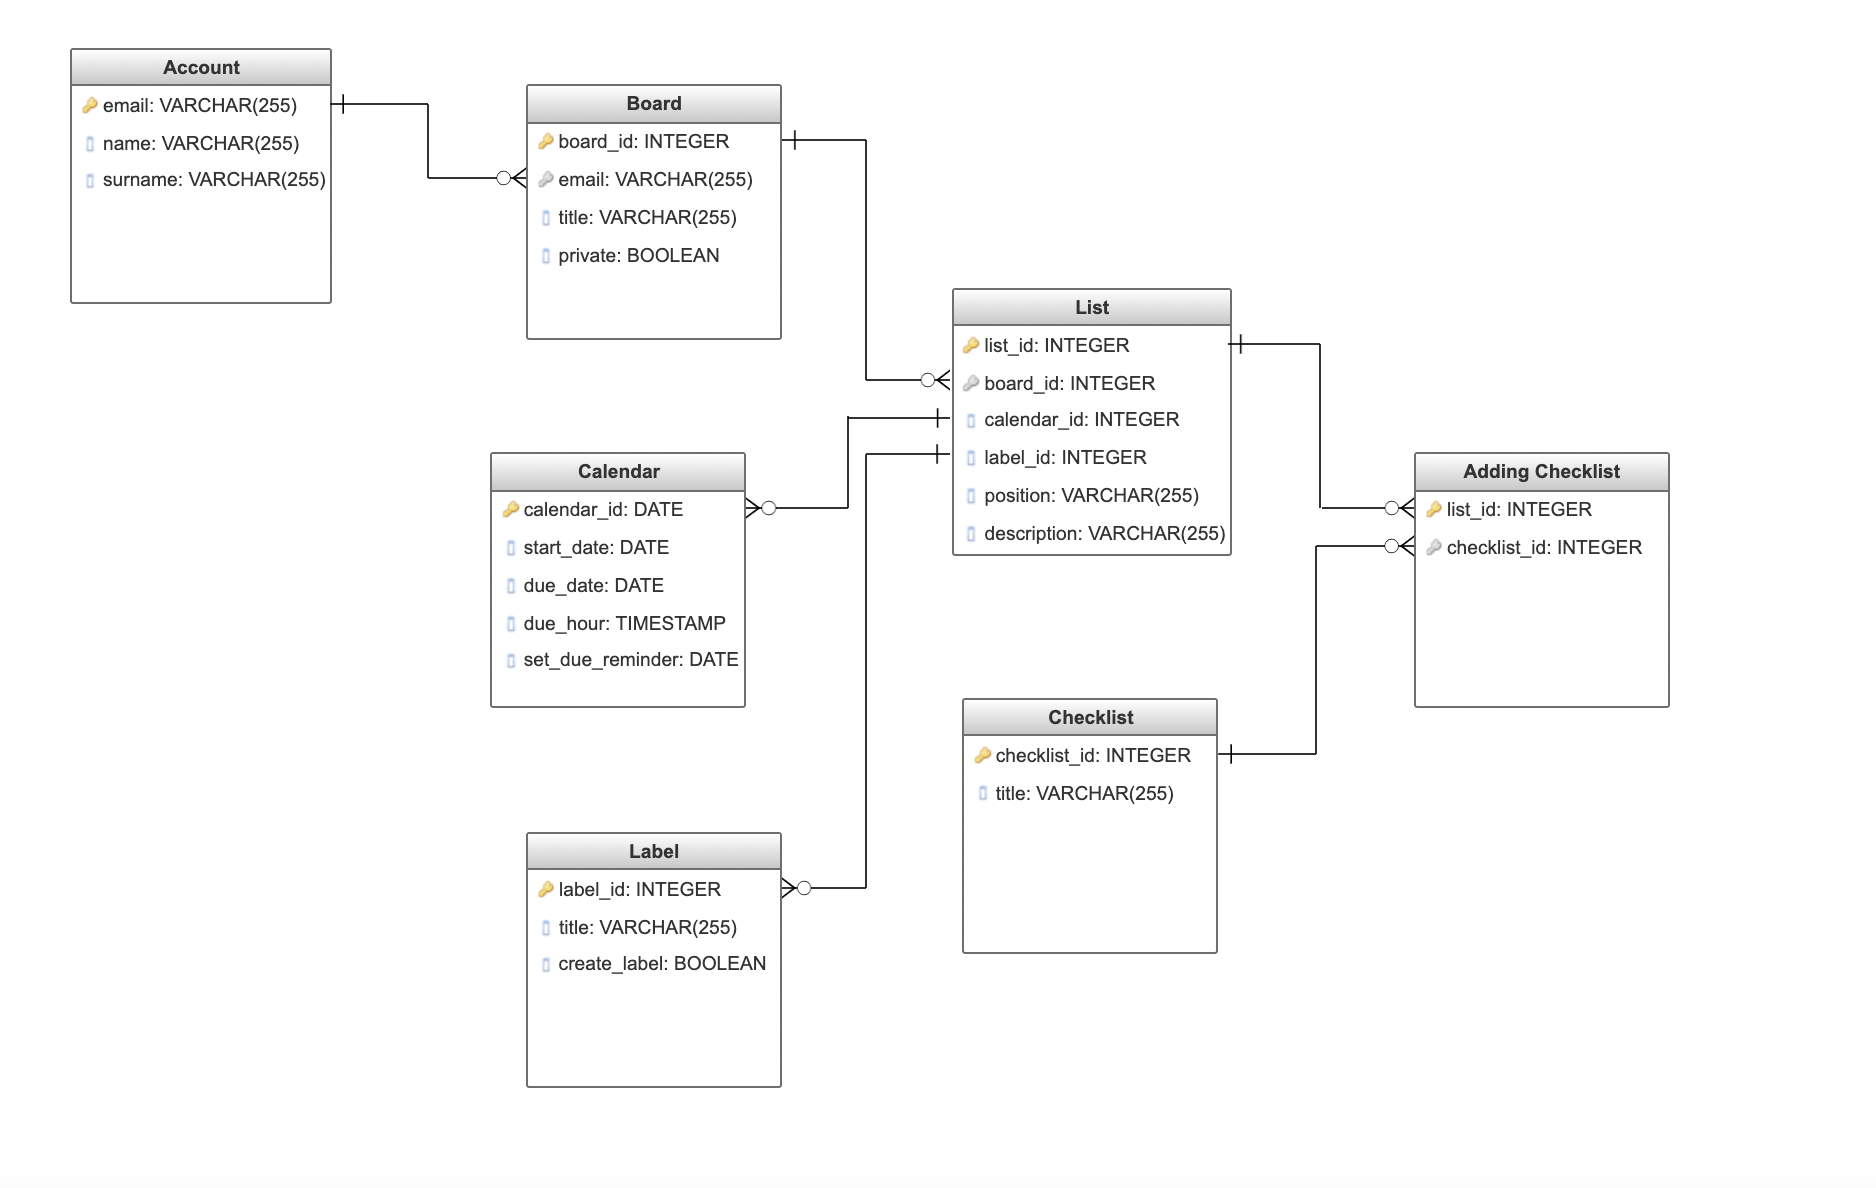 Account
email: VARCHAR(255)
name: VARCHAR(255)
surname: VARCHAR(255)
Board
board_id: INTEGER
email: VARCHAR(255)
title: VARCHAR(255)
private: BOOLEAN
List
list_id: INTEGER
board_id: INTEGER
calendar_id: INTEGER
label_id: INTEGER
position: VARCHAR(255)
description: VARCHAR(255)
Calendar
calendar_id: DATE
start_date: DATE
due_date: DATE
due_hour: TIMESTAMP
set_due_reminder: DATE
Adding Checklist
list_id: INTEGER
checklist_id: INTEGER
Checklist
checklist_id: INTEGER
title: VARCHAR(255)
Label
label_id: INTEGER
title: VARCHAR(255)
create_label: BOOLEAN